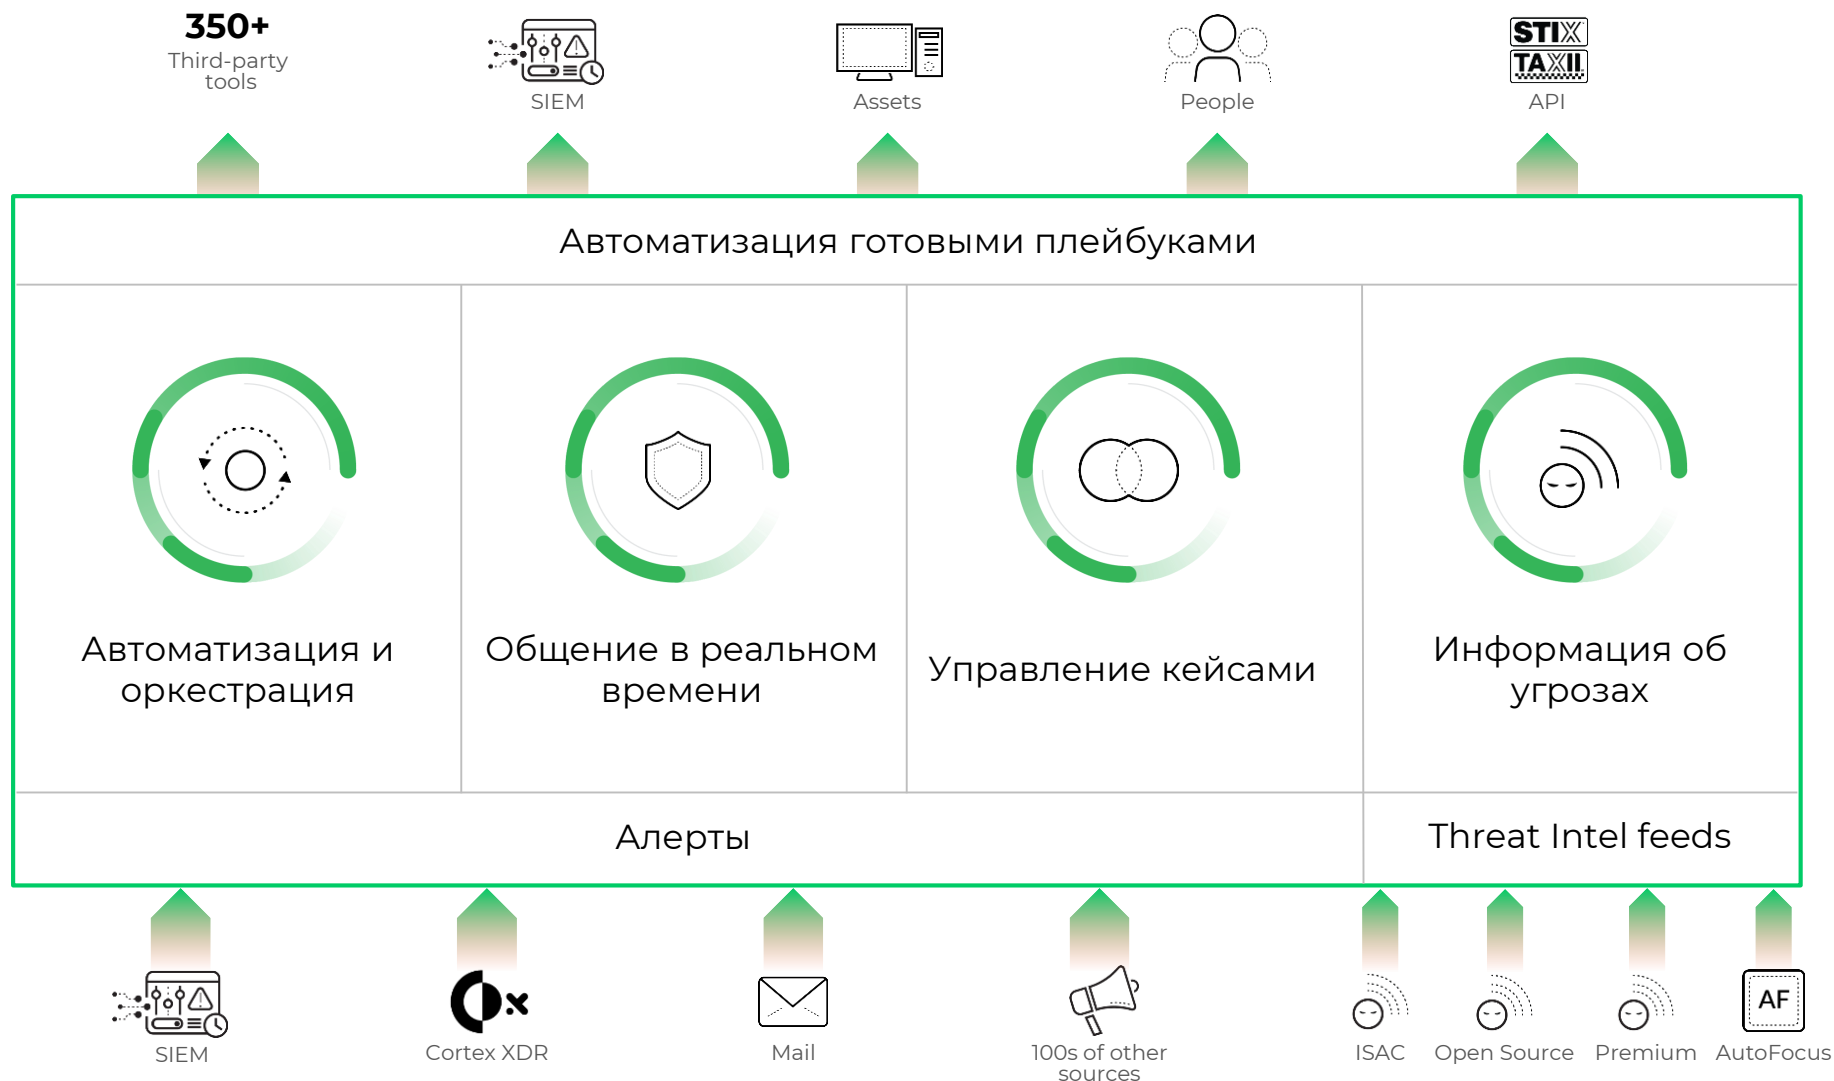 350+
Third-party
tools
SIEM
Assets
People
STIX
TAXII
API
Автоматизация готовыми плейбуками
Автоматизация и
оркестрация
Общение в реальном
времени
Управление кейсами
Информация об
угрозах
Алерты
Threat Intel feeds
SIEM
Cortex XDR
Mail
100s of other
sources
ISAC
Open Source
Premium
AF
AutoFocus